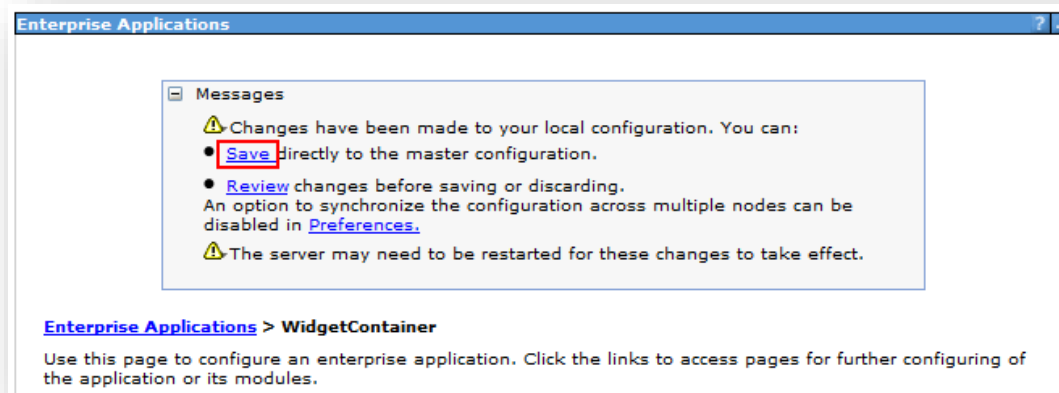 Enterprise Applications ?
Messages
Changes have been made to your local configuration. You can:
Save directly to the master configuration.
Review changes before saving or discarding.
An option to synchronize the configuration across multiple nodes can be
disabled in Preferences.
The server may need to be restarted for these changes to take effect.
Enterprise Applications > WidgetContainer
Use this page to configure an enterprise application. Click the links to access pages for further configuring of
the application or its modules.